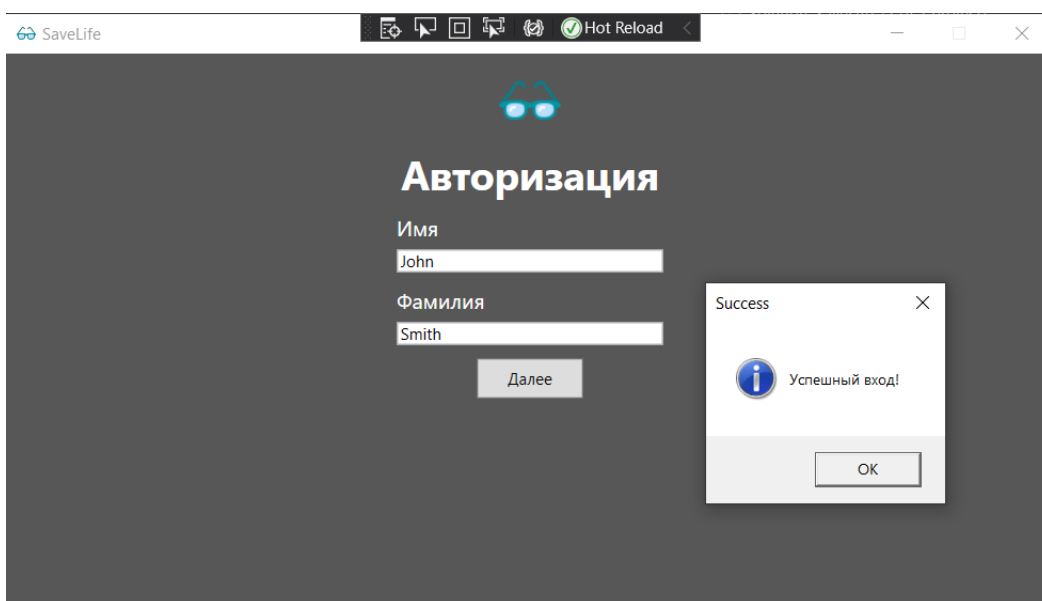 SaveLife
Hot Reload
Авторизация
Имя
John
Фамилия
Smith
Далее
Success
Успешный вход!
OK